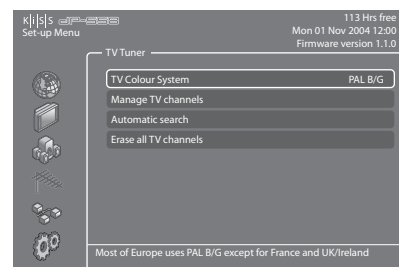 K|i|S|S DP-558
Set-up Menu
113 Hrs free
Mon 01 Nov 2004 12:00
Firmware version 1.1.0
TV Tuner
TV Colour System PAL B/G
Manage TV channels
Automatic search
Erase all TV channels
Most of Europe uses PAL B/G except for France and UK/Ireland